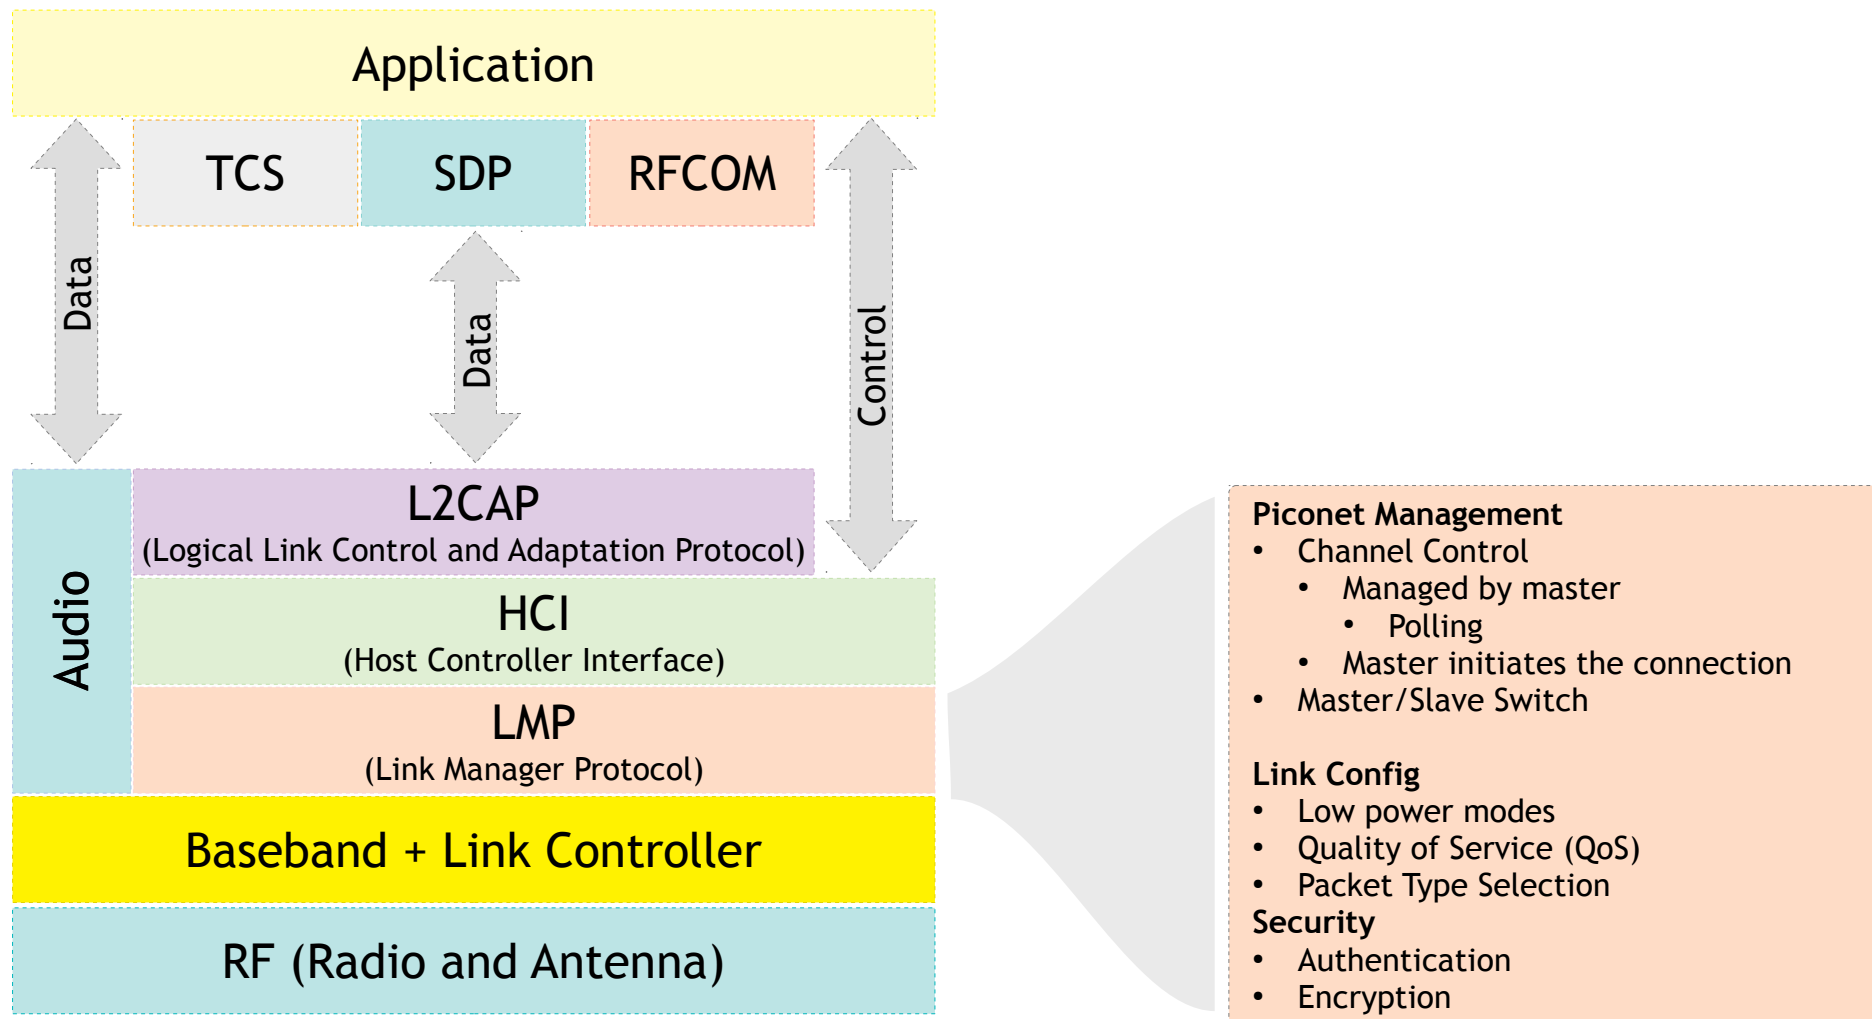 Application
TCS
SDP
RFCOM
Data
Data
Control
Audio
L2CAP
(Logical Link Control and Adaptation Protocol)
HCI
(Host Controller Interface)
LMP
(Link Manager Protocol)
Baseband + Link Controller
RF (Radio and Antenna)
Piconet Management
• Channel Control
• Managed by master
• Polling
• Master initiates the connection
• Master/Slave Switch
Link Config
• Low power modes
• Quality of Service (QoS)
• Packet Type Selection
Security
• Authentication
• Encryption